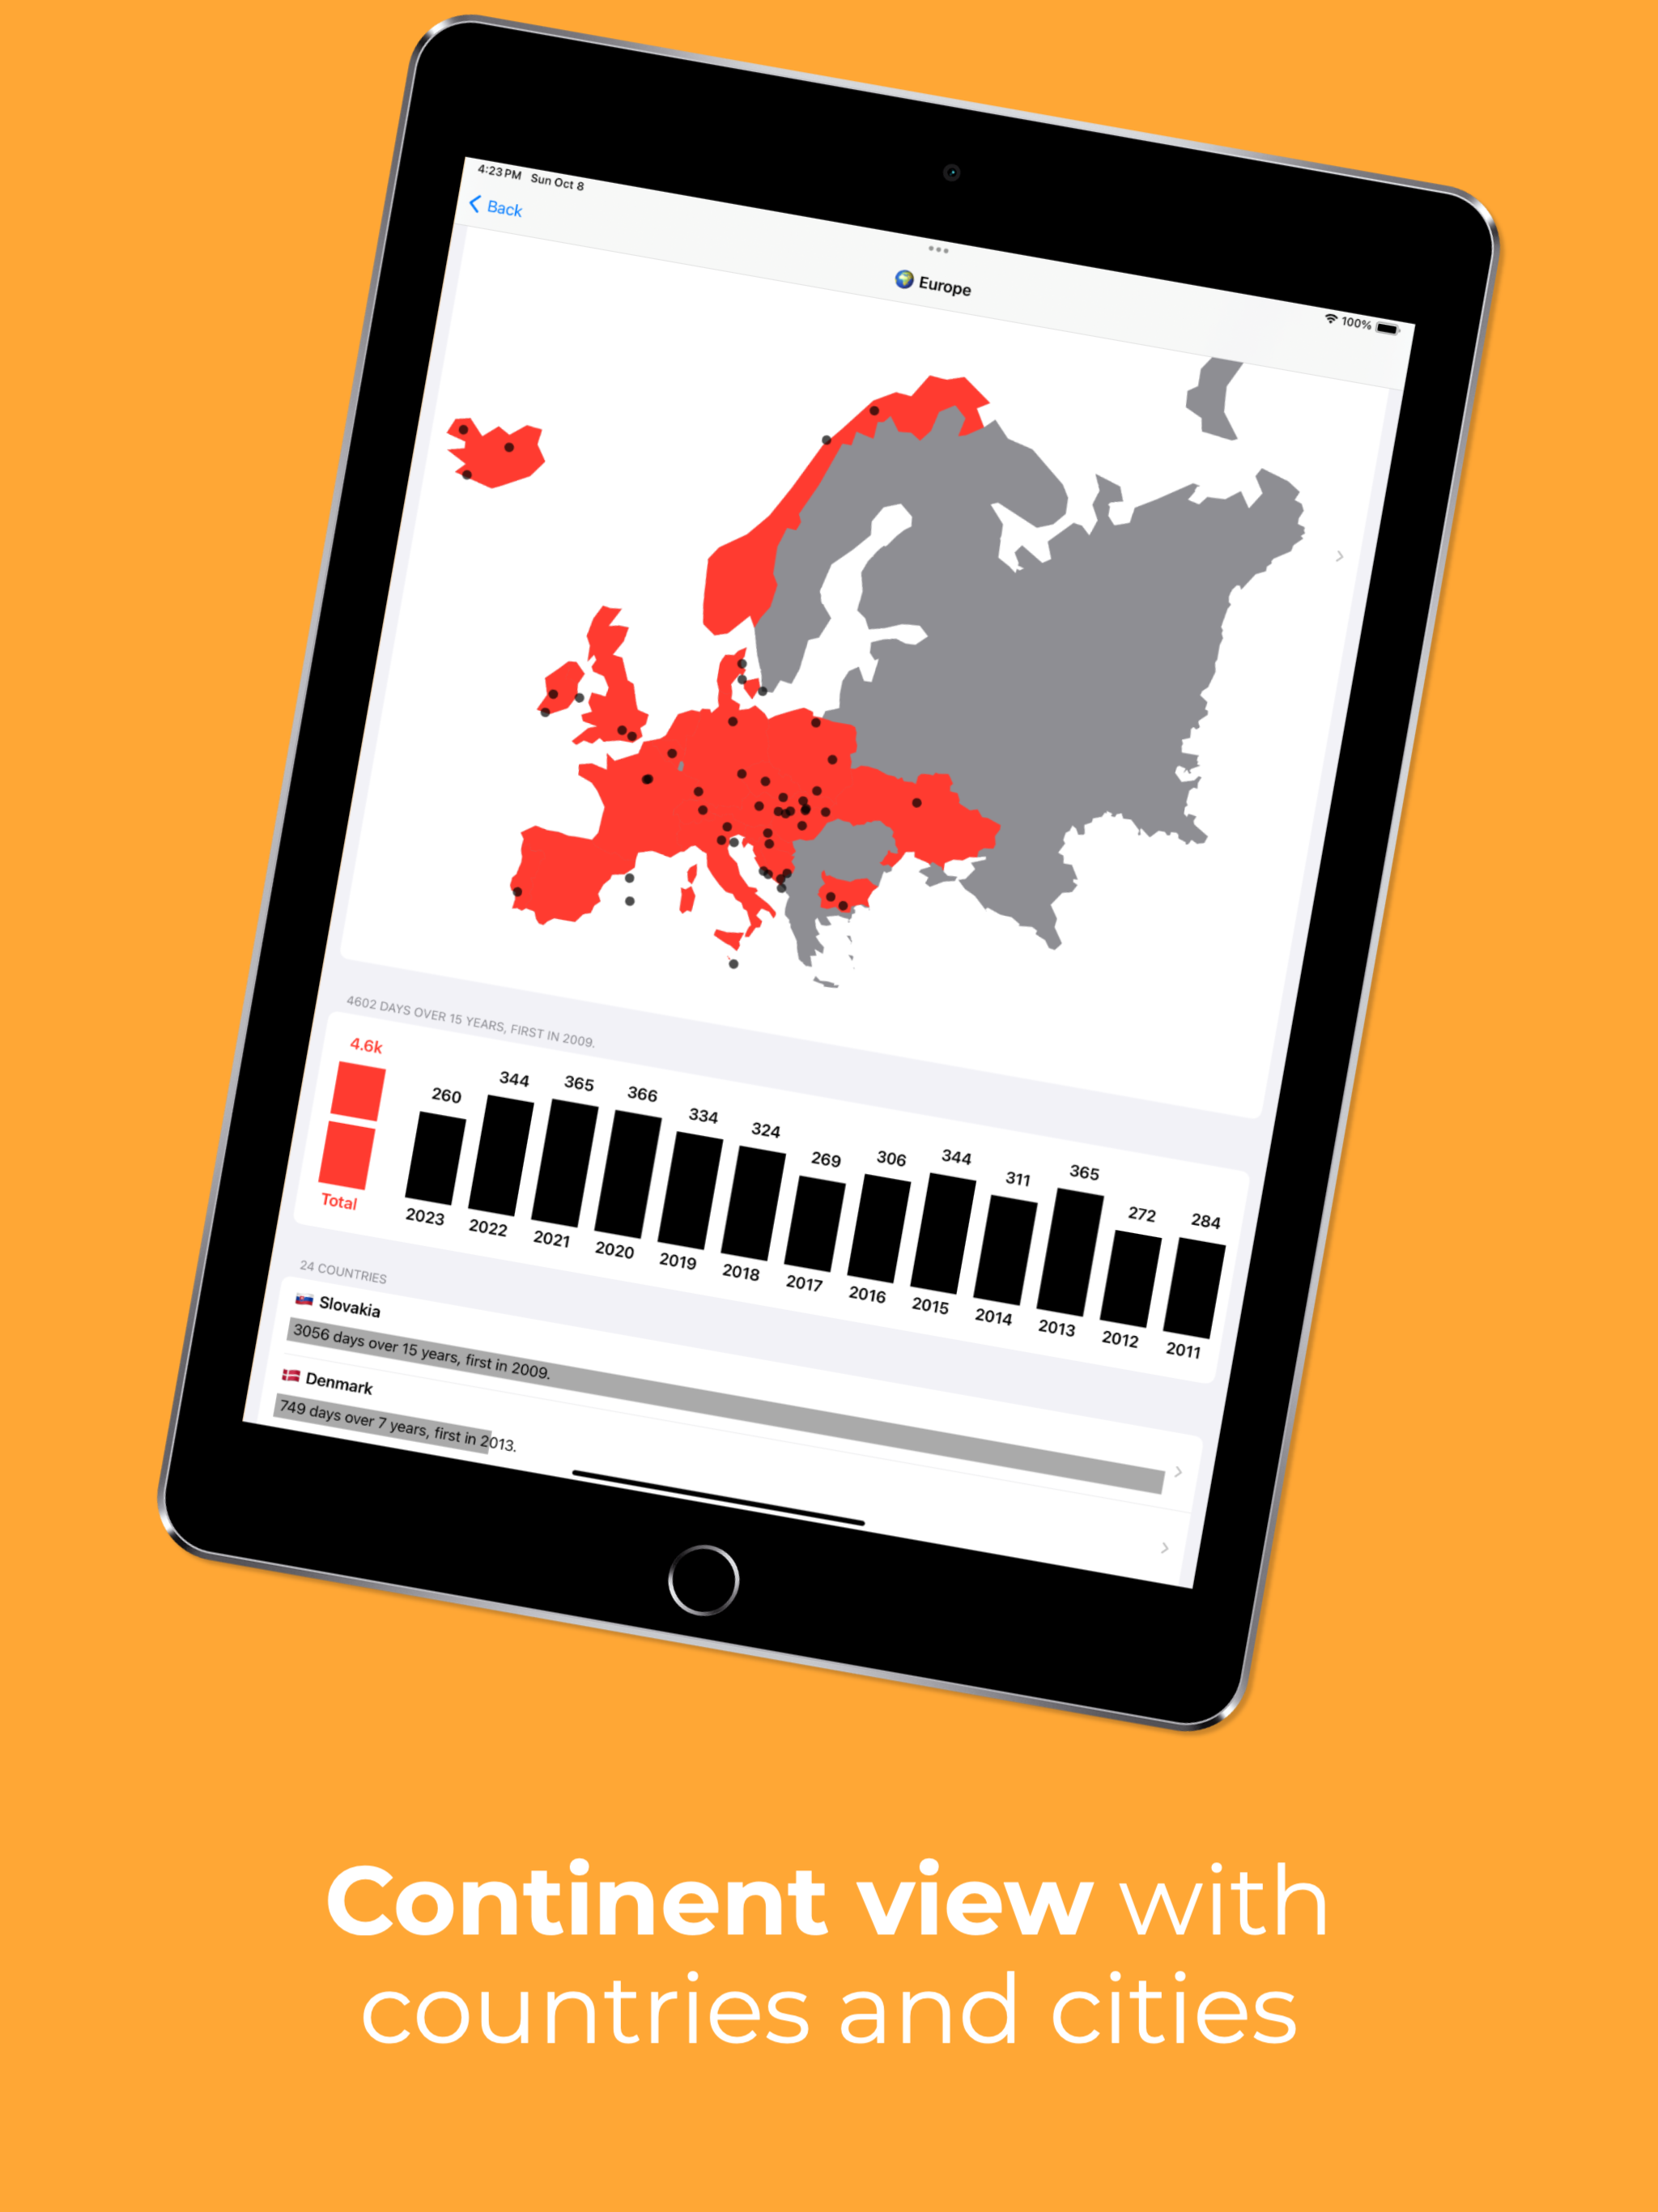 4:23 PM Sun Oct 8
100%
Back
Europe
4602 DAYS OVER 15 YEARS, FIRST IN 2009.
4.6k 260 344 365 366 334 324 269 306 344 311 365 272 284
Total 2023 2022 2021 2020 2019 2018 2017 2016 2015 2014 2013 2012 2011
24 COUNTRIES
Slovakia
3056 days over 15 years, first in 2009.
Denmark
749 days over 7 years, first in 2013.
Continent view with
countries and cities